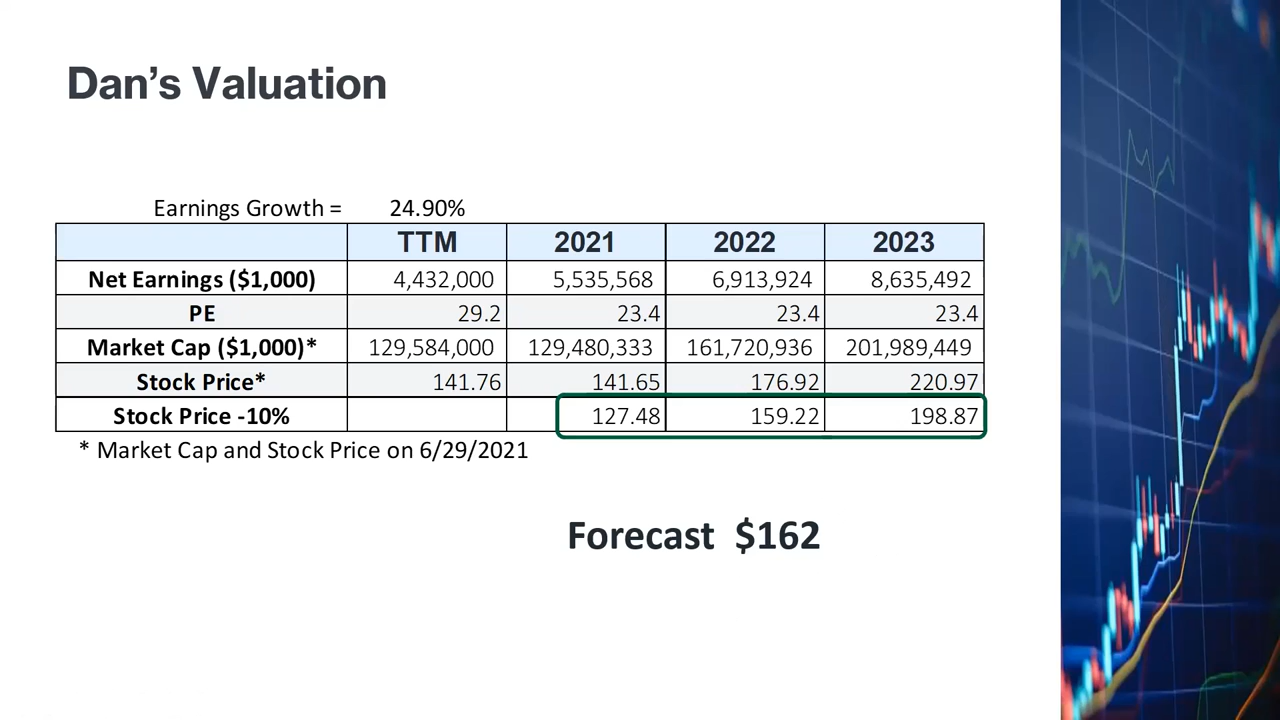 Dan’s Valuation
Earnings Growth = 24.90%
TTM 2021 2022 2023
Net Earnings ($1,000) 4,432,000 5,535,568 6,913,924 8,635,492
PE 29.2 23.4 23.4 23.4
Market Cap ($1,000)* 129,584,000 129,480,333 161,720,936 201,989,449
Stock Price* 141.76 141.65 176.92 220.97
Stock Price -10% 127.48 159.22 198.87
* Market Cap and Stock Price on 6/29/2021
Forecast $162